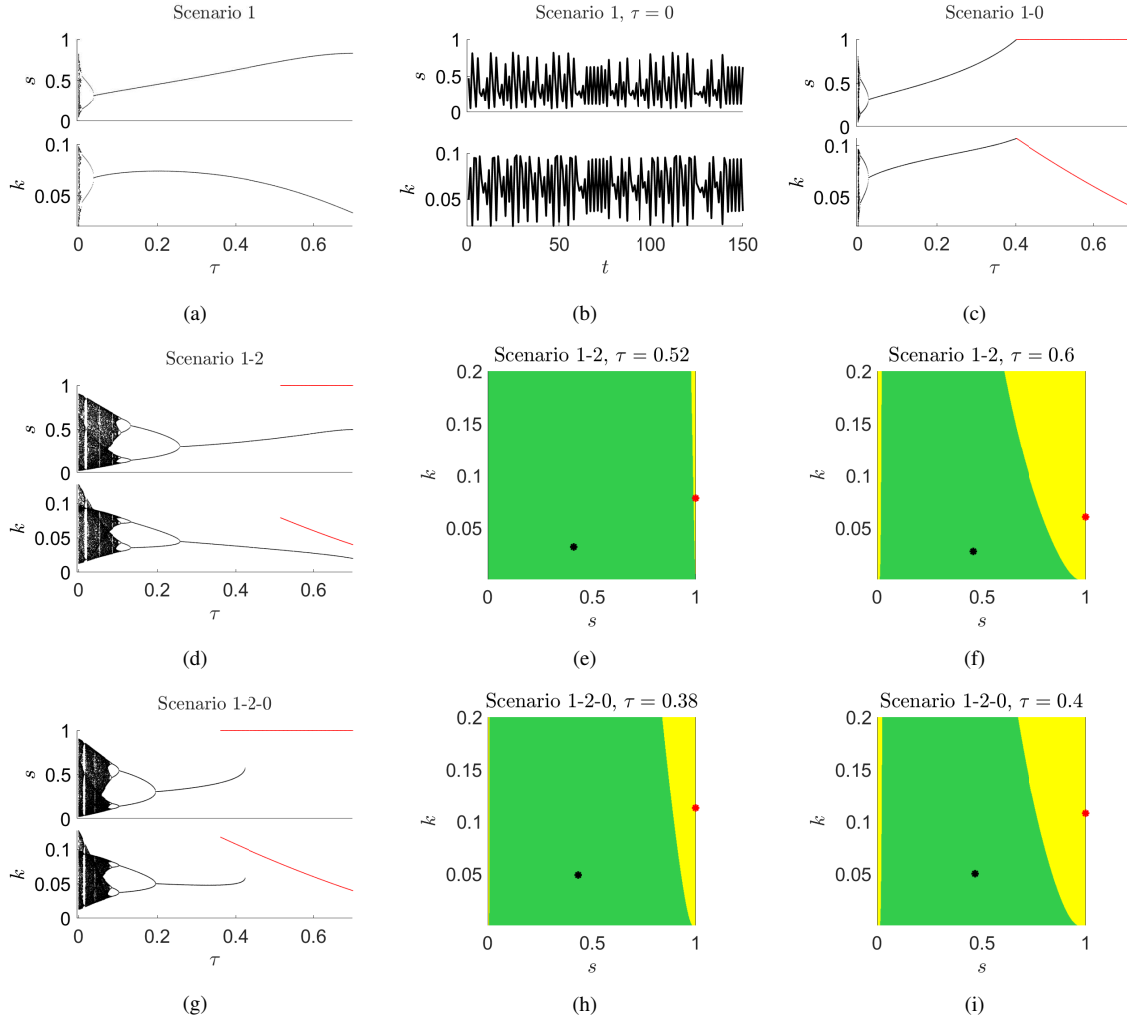 Scenario 1
1
0.5
0
s
0.1
0.05
k
0 0.2 0.4 0.6
τ
(a)
Scenario 1, τ = 0
1
0.5
0
s
0.1
0.05
k
0 50 100 150
t
(b)
Scenario 1-0
1
0.5
0
s
0.1
0.05
k
0 0.2 0.4 0.6
τ
(c)
Scenario 1-2
1
0.5
0
s
0.1
0.05
0
k
0 0.2 0.4 0.6
τ
(d)
Scenario 1-2, τ = 0.52
0.2
0.15
0.1
0.05
k
0 0.5 1
s
(e)
Scenario 1-2, τ = 0.6
0.2
0.15
0.1
0.05
k
0 0.5 1
s
(f)
Scenario 1-2-0
1
0.5
0
s
0.1
0.05
0
k
0 0.2 0.4 0.6
τ
(g)
Scenario 1-2-0, τ = 0.38
0.2
0.15
0.1
0.05
k
0 0.5 1
s
(h)
Scenario 1-2-0, τ = 0.4
0.2
0.15
0.1
0.05
k
0 0.5 1
s
(i)